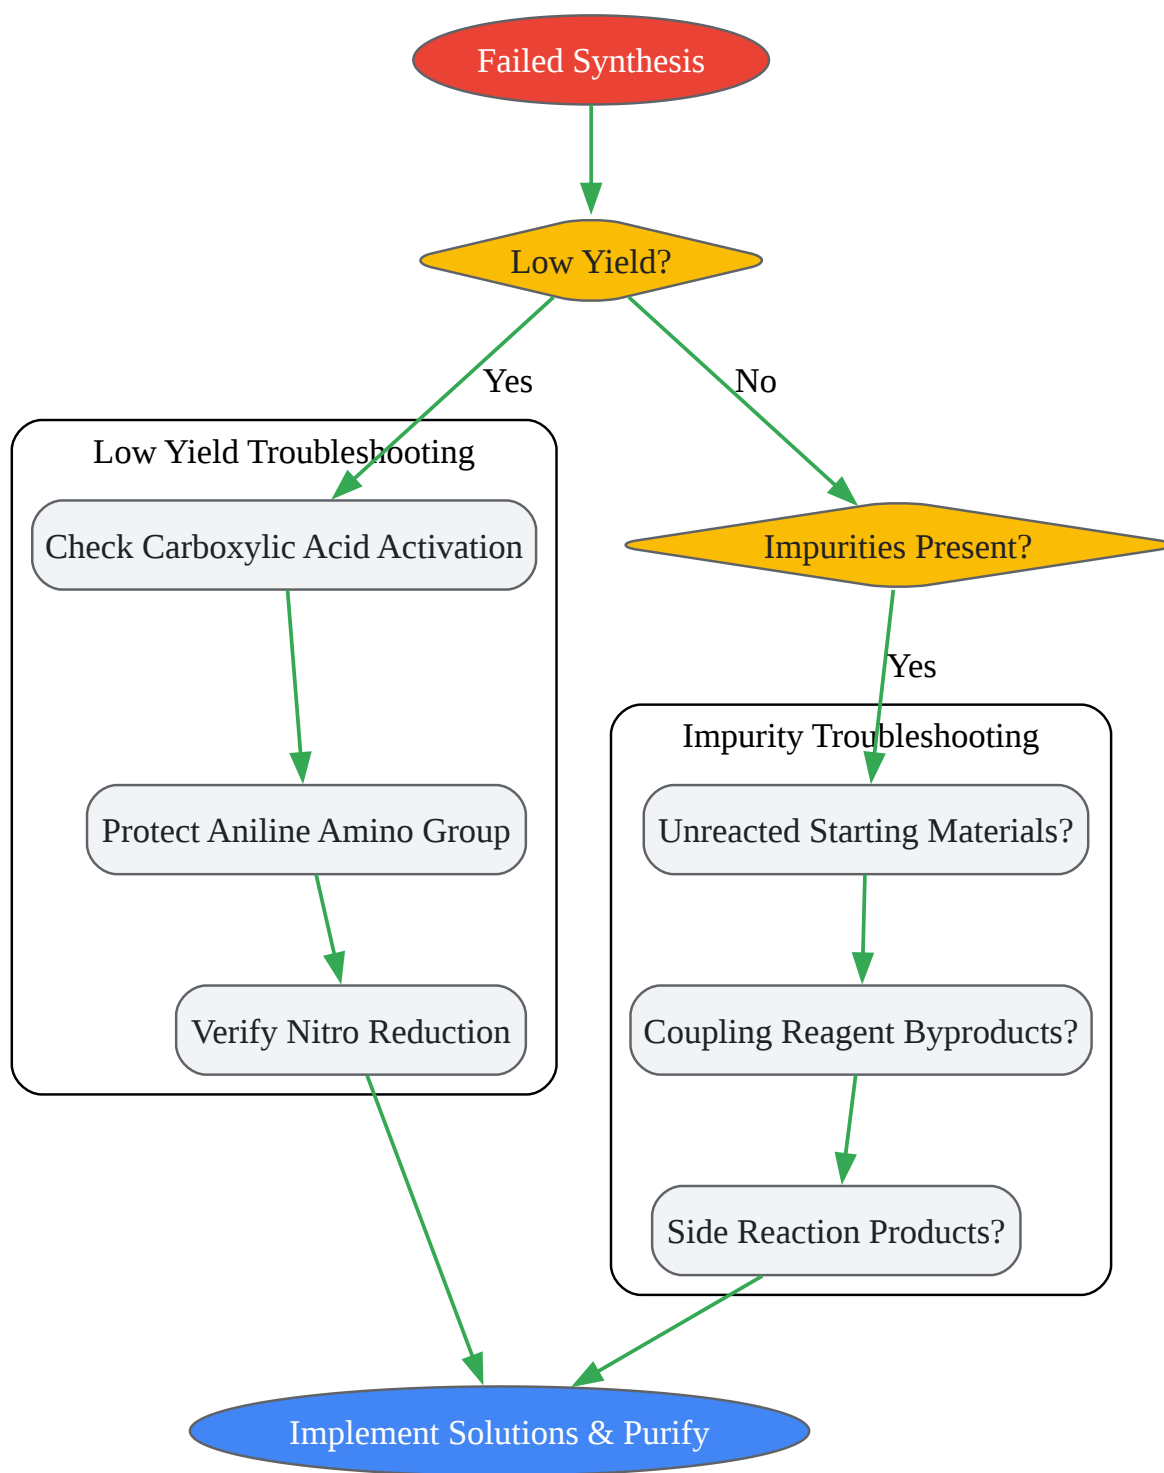 Failed Synthesis
Low Yield?
Yes
No
Low Yield Troubleshooting
Check Carboxylic Acid Activation
Impurities Present?
Yes
Impurity Troubleshooting
Protect Aniline Amino Group
Unreacted Starting Materials?
Verify Nitro Reduction
Coupling Reagent Byproducts?
Side Reaction Products?
Implement Solutions & Purify